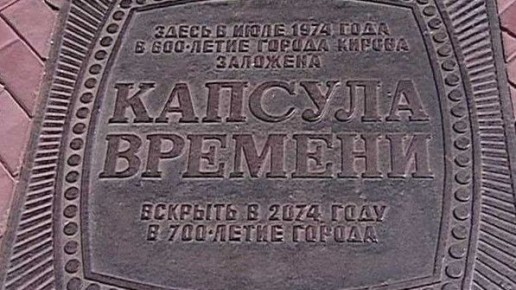 ЗДЕСЬ В ИЮЛЕ 1974 ГОДА
В 600-ЛЕТИЕ ГОРОДА КИРОВА
ЗАЛОЖЕНА
КАПСУЛА
ВРЕМЕНИ
ВСКРЫТЬ В 2074 ГОДУ
В 700-ЛЕТИЕ ГОРОДА